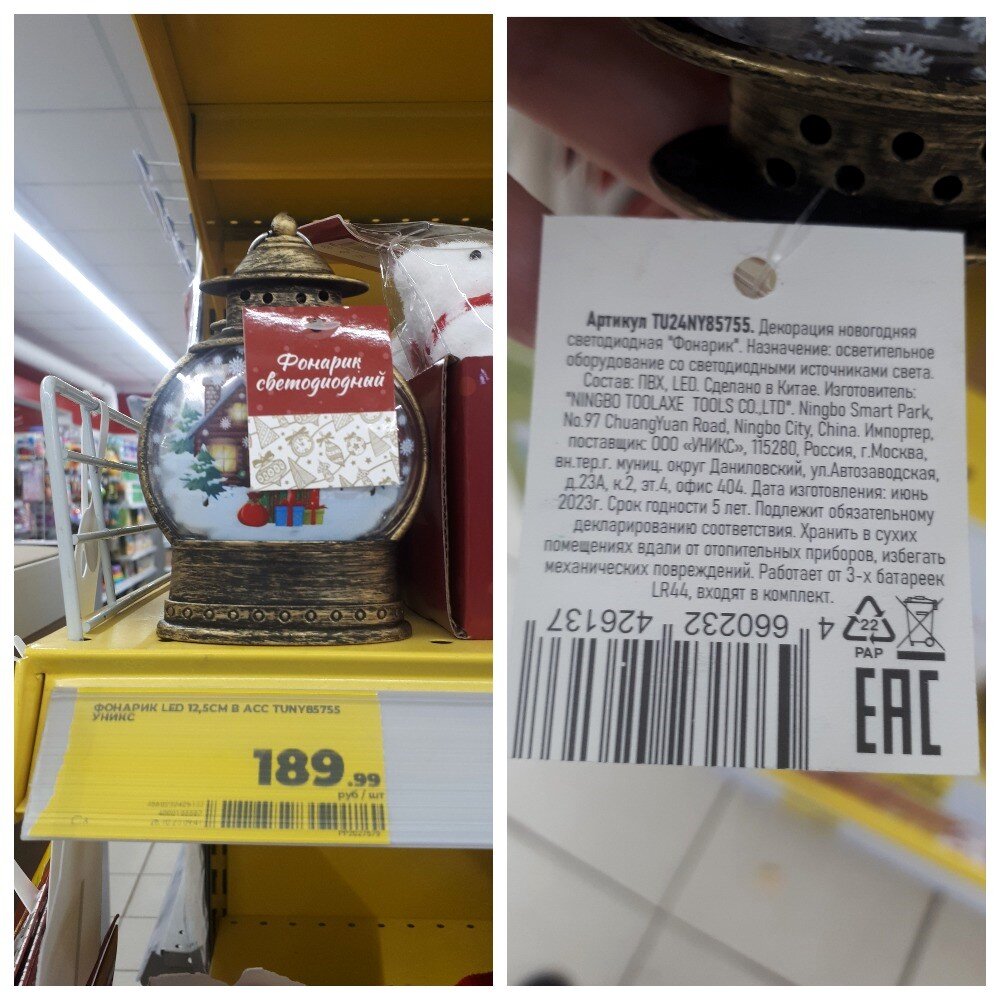 Фонарик
светодиодный
ФОНАРИК LED 12,5СМ В АСС TUNY85755
УНИКС
189.99
руб / шт
Артикул TU24NY85755. Декорация новогодняя
светодиодная "Фонарик". Назначение: осветительное
оборудование со светодиодными источниками света.
Состав: ПВХ, LED. Сделано в Китае. Изготовитель:
"NINGBO TOOLAXE TOOLS CO.,LTD". Ningbo Smart Park,
No.97 ChuangYuan Road, Ningbo City, China. Импортер,
поставщик: ООО «УНИКС», 115280, Россия, г.Москва,
вн.тер.г. муниц. округ Даниловский, ул.Автозаводская,
д.23А, к.2, эт.4, офис 404. Дата изготовления: июнь
2023г. Срок годности 5 лет. Подлежит обязательному
декларированию соответствия. Хранить в сухих
помещениях вдали от отопительных приборов, избегать
механических повреждений. Работает от 3-х батареек
LR44, входят в комплект.
4 660232 426137
22
PAP
EAC